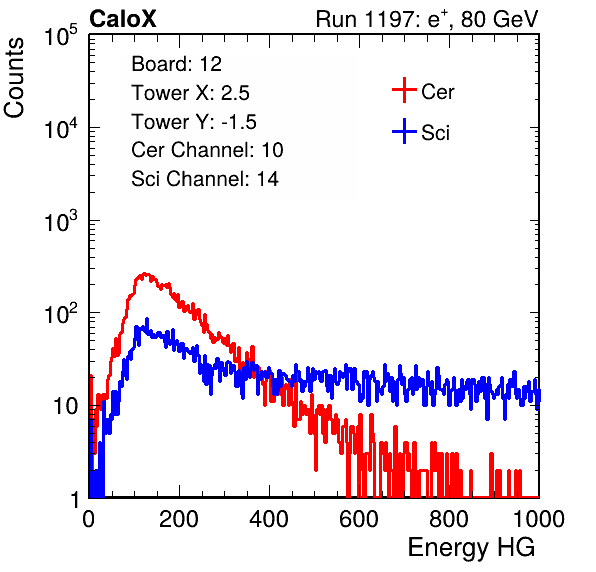 CaloX Run 1197: e⁺, 80 GeV
Counts
10⁵
10⁴
10³
10²
10
1
Board: 12
Tower X: 2.5
Tower Y: -1.5
Cer Channel: 10
Sci Channel: 14
Cer
Sci
0 200 400 600 800 1000
Energy HG